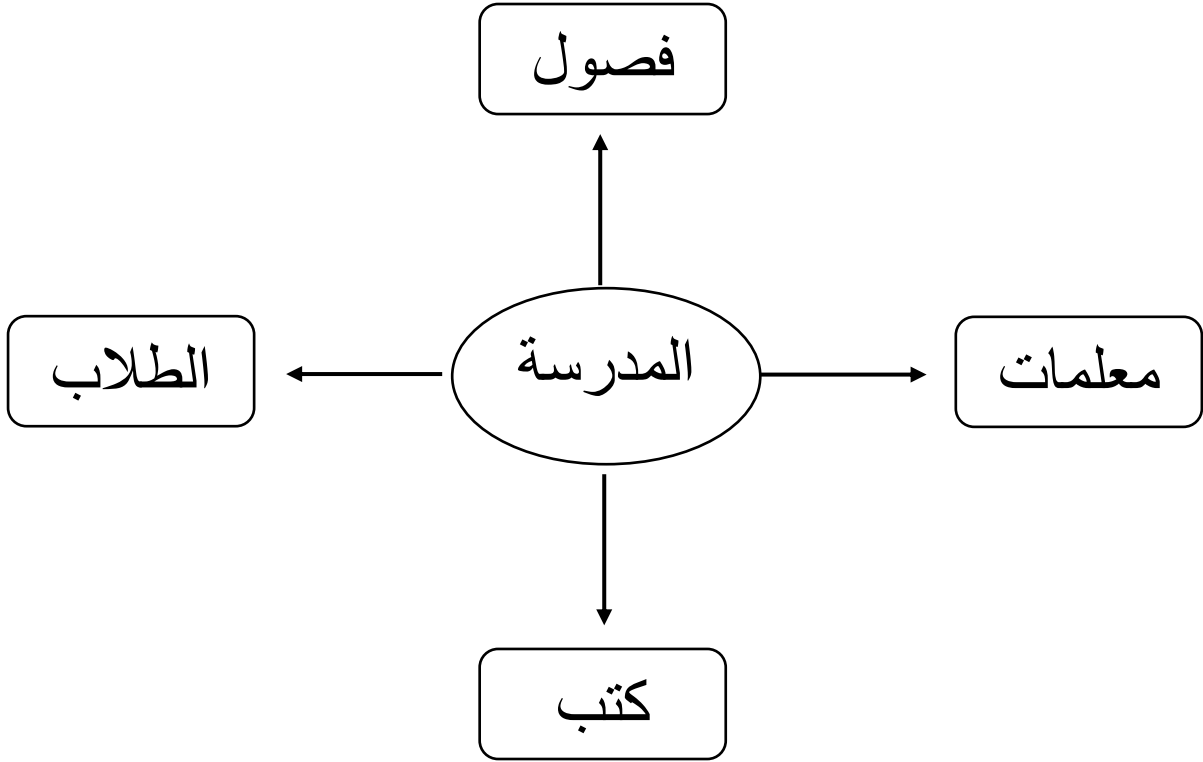 فصول
المدرسة
معلمات
الطلاب
كتب